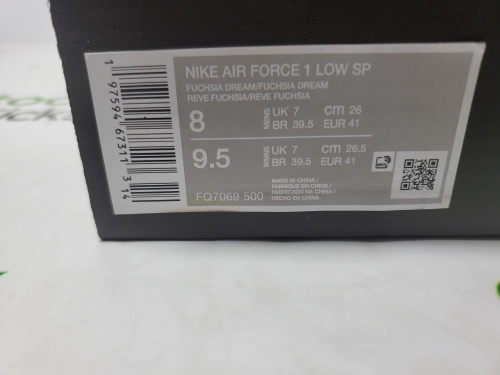 NIKE AIR FORCE 1 LOW SP
FUCHSIA DREAM/FUCHSIA DREAM
REVE FUCHSIA/REVE FUCHSIA
8 MENS UK 7 cm 26
BR 39.5 EUR 41
9.5 WMNS UK 7 cm 26.5
BR 39.5 EUR 41
MADE IN CHINA/
FABRIQUE EN CHINE/
FABRICADO NA CHINA/
HECHO EN CHINA
FQ7069 500
1 97594 67311 3 14